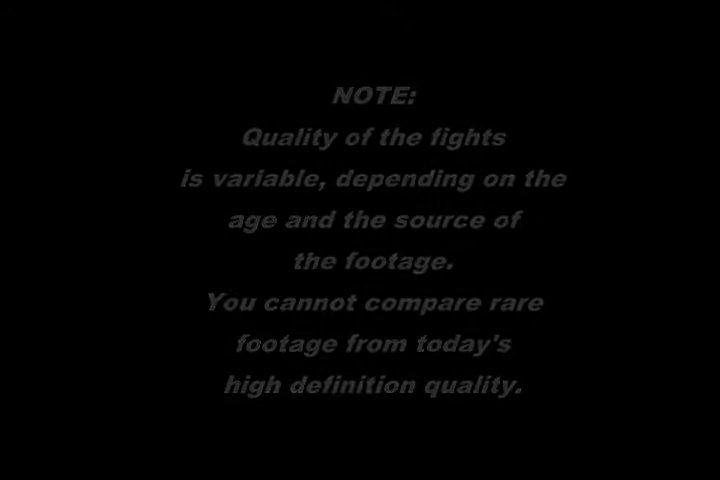 NOTE:
Quality of the fights
is variable, depending on the
age and the source of
the footage.
You cannot compare rare
footage from today's
high definition quality.